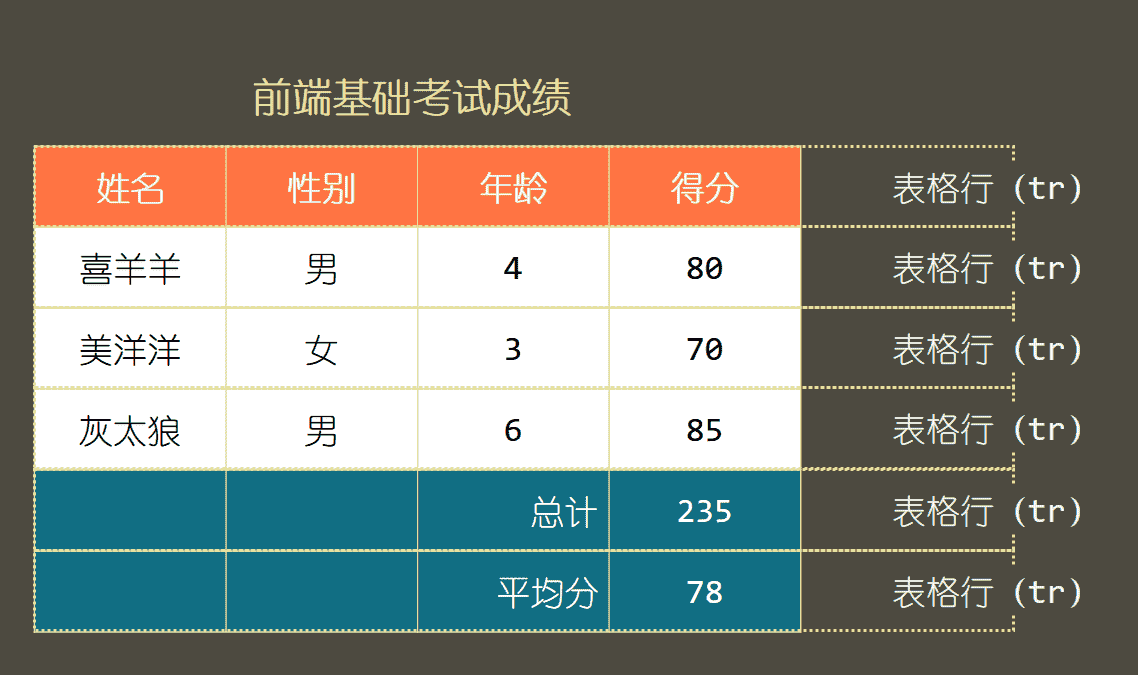 前端基础考试成绩
姓名 性别 年龄 得分 表格行 (tr)
喜羊羊 男 4 80 表格行 (tr)
美洋洋 女 3 70 表格行 (tr)
灰太狼 男 6 85 表格行 (tr)
总计 235 表格行 (tr)
平均分 78 表格行 (tr)